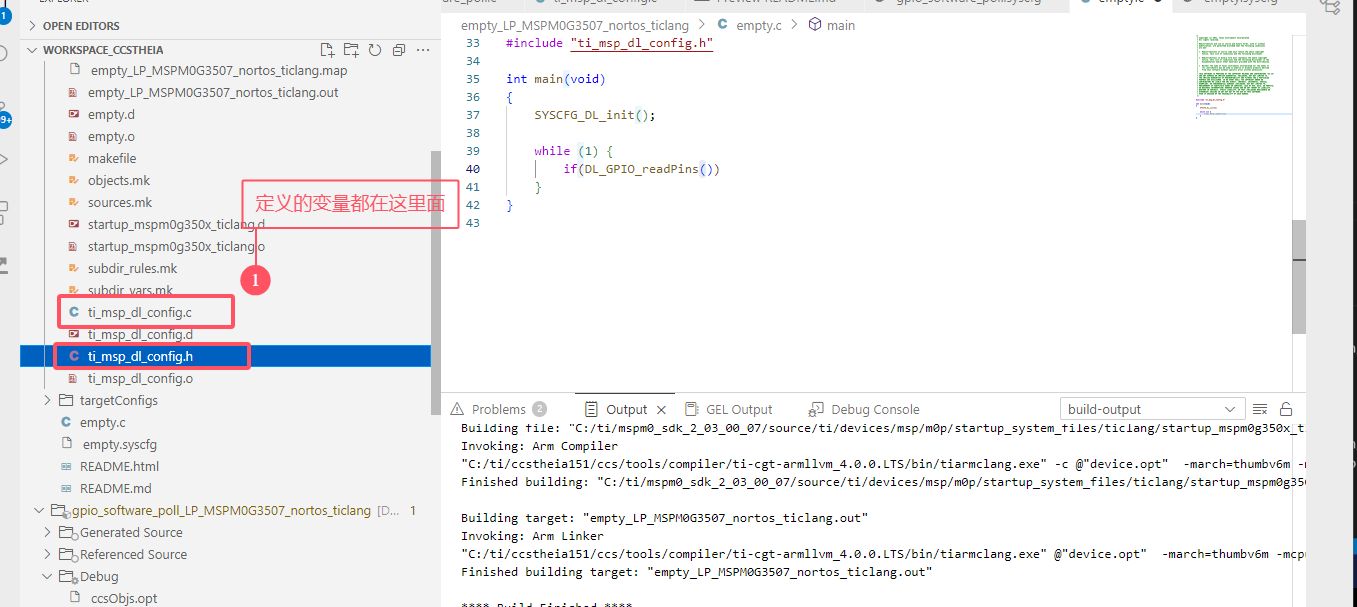 OPEN EDITORS
WORKSPACE_CCSTHEIA
empty_LP_MSPM0G3507_nortos_ticlang.map
empty_LP_MSPM0G3507_nortos_ticlang.out
empty.d
empty.o
makefile
objects.mk
sources.mk
startup_mspm0g350x_ticlang.d
startup_mspm0g350x_ticlang.o
subdir_rules.mk
subdir_vars.mk
C ti_msp_dl_config.c
ti_msp_dl_config.d
C ti_msp_dl_config.h
ti_msp_dl_config.o
targetConfigs
C empty.c
empty.syscfg
README.html
README.md
gpio_software_poll_LP_MSPM0G3507_nortos_ticlang [D... 1
Generated Source
Referenced Source
Debug
ccsObjs.opt
定义的变量都在这里面
1
empty_LP_MSPM0G3507_nortos_ticlang > C empty.c > main
33 #include "ti_msp_dl_config.h"
34
35 int main(void)
36 {
37 SYSCFG_DL_init();
38
39 while (1) {
40 if(DL_GPIO_readPins())
41 }
42 }
43
Problems 2 Output GEL Output Debug Console build-output
Building file: "C:/ti/mspm0_sdk_2_03_00_07/source/ti/devices/msp/m0p/startup_system_files/ticlang/startup_mspm0g350x_t
Invoking: Arm Compiler
"C:/ti/ccstheia151/ccs/tools/compiler/ti-cgt-armllvm_4.0.0.LTS/bin/tiarmclang.exe" -c @"device.opt" -march=thumbv6m -
Finished building: "C:/ti/mspm0_sdk_2_03_00_07/source/ti/devices/msp/m0p/startup_system_files/ticlang/startup_mspm0g35
Building target: "empty_LP_MSPM0G3507_nortos_ticlang.out"
Invoking: Arm Linker
"C:/ti/ccstheia151/ccs/tools/compiler/ti-cgt-armllvm_4.0.0.LTS/bin/tiarmclang.exe" @"device.opt" -march=thumbv6m -mcp
Finished building target: "empty_LP_MSPM0G3507_nortos_ticlang.out"